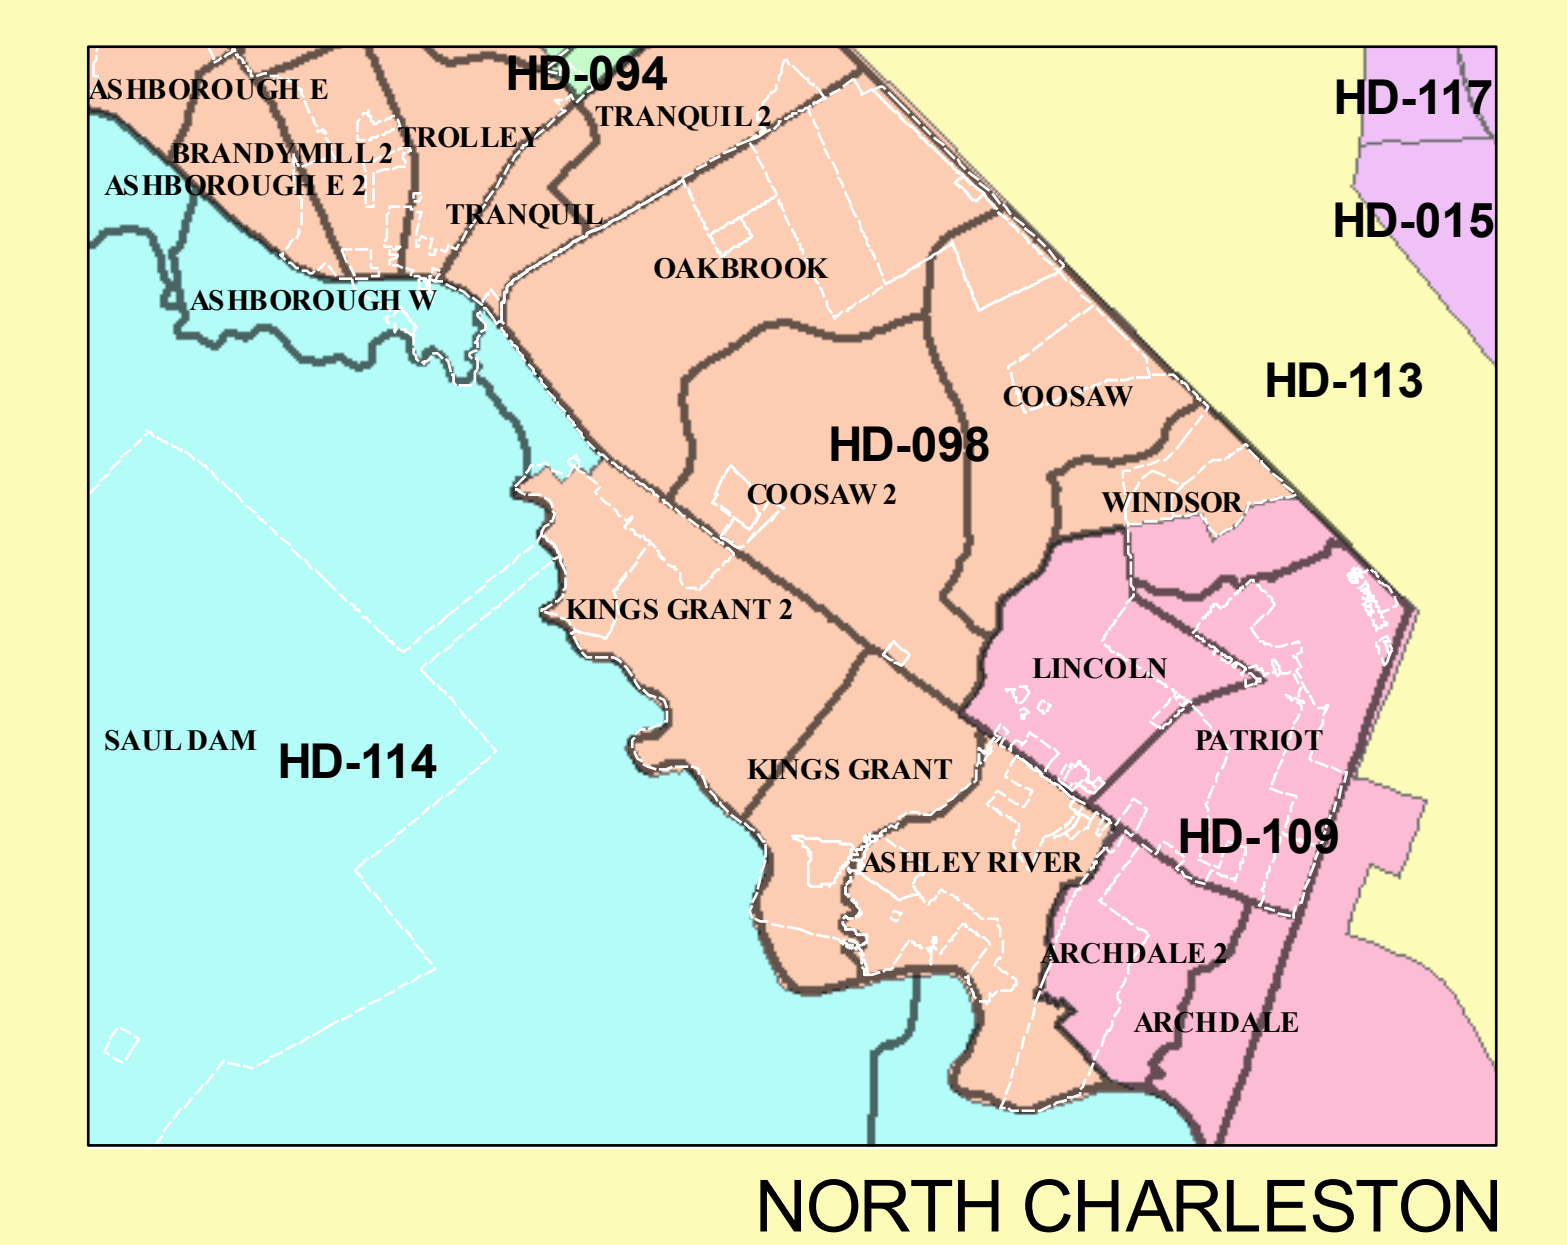 HD-094
ASHBOROUGH E
HD-117
TRANQUIL 2
TROLLEY
BRANDYMILL 2
ASHBOROUGH E 2
TRANQUIL
HD-015
OAKBROOK
ASHBOROUGH W
HD-113
COOSAW
HD-098
COOSAW 2
WINDSOR
KINGS GRANT 2
LINCOLN
SAUL DAM
HD-114
PATRIOT
KINGS GRANT
HD-109
ASHLEY RIVER
ARCHDALE 2
ARCHDALE
NORTH CHARLESTON